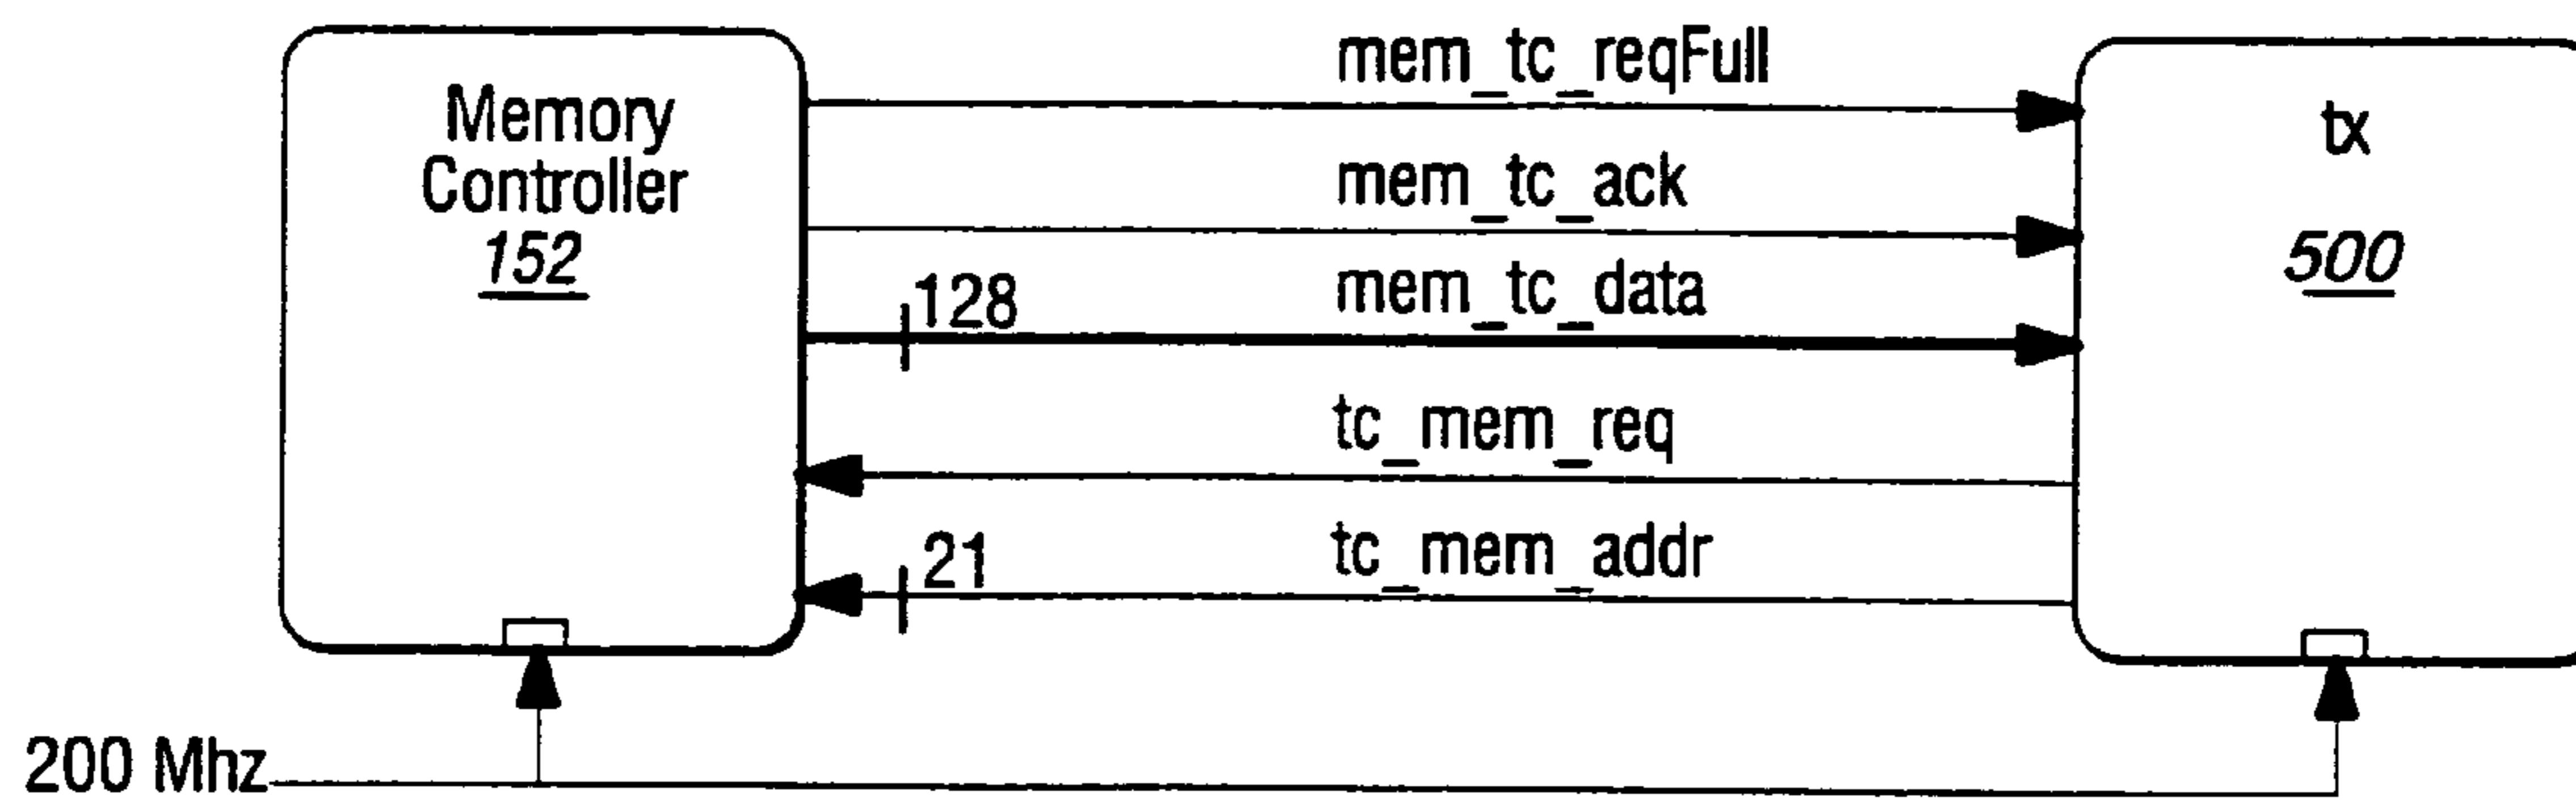 Memory
Controller
152
mem_tc_reqFull
mem_tc_ack
128
mem_tc_data
tc_mem_req
21
tc_mem_addr
tx
500
200 Mhz